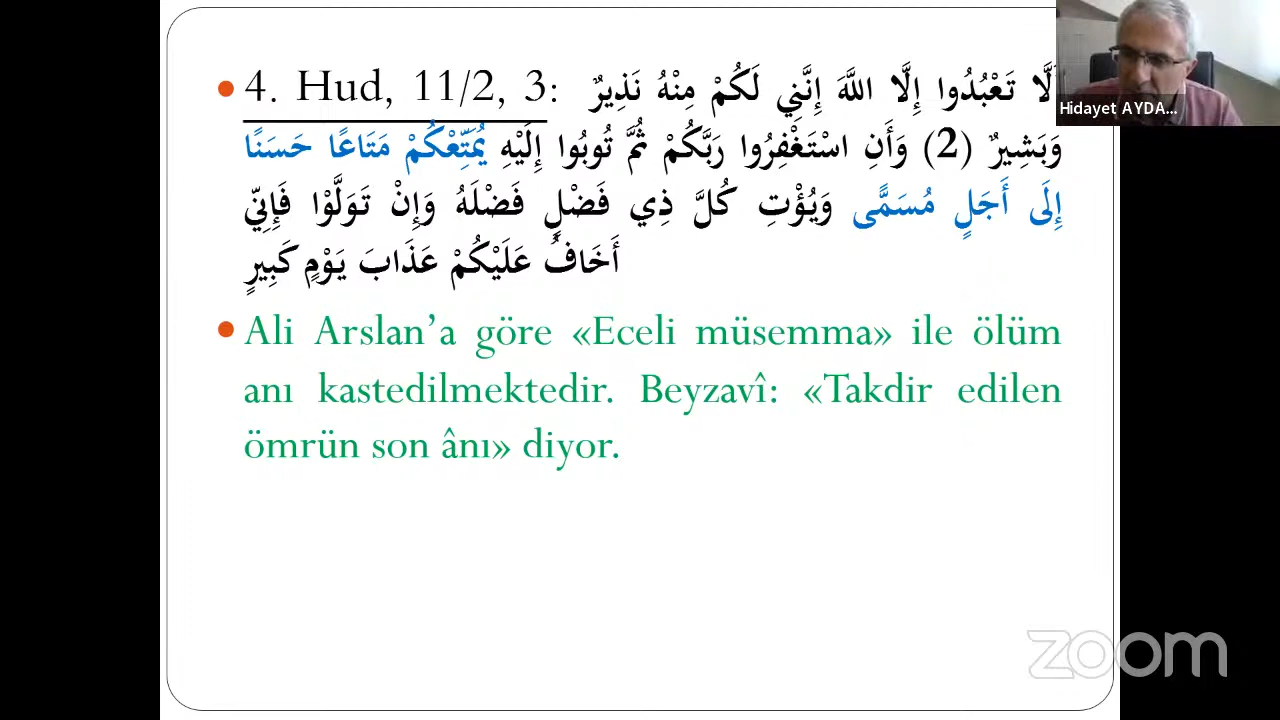 4. Hud, 11/2, 3: أَلَّا تَعْبُدُوا إِلَّا اللَّهَ إِنَّنِي لَكُمْ مِنْهُ نَذِيرٌ
وَبَشِيرٌ (2) وَأَنِ اسْتَغْفِرُوا رَبَّكُمْ ثُمَّ تُوبُوا إِلَيْهِ يُمَتِّعْكُمْ مَتَاعًا حَسَنًا
إِلَى أَجَلٍ مُسَمًّى وَيُؤْتِ كُلَّ ذِي فَضْلٍ فَضْلَهُ وَإِنْ تَوَلَّوْا فَإِنِّي
أَخَافُ عَلَيْكُمْ عَذَابَ يَوْمٍ كَبِيرٍ
Ali Arslan’a göre «Eceli müsemma» ile ölüm
anı kastedilmektedir. Beyzavî: «Takdir edilen
ömrün son ânı» diyor.
Hidayet AYDA...
zoom